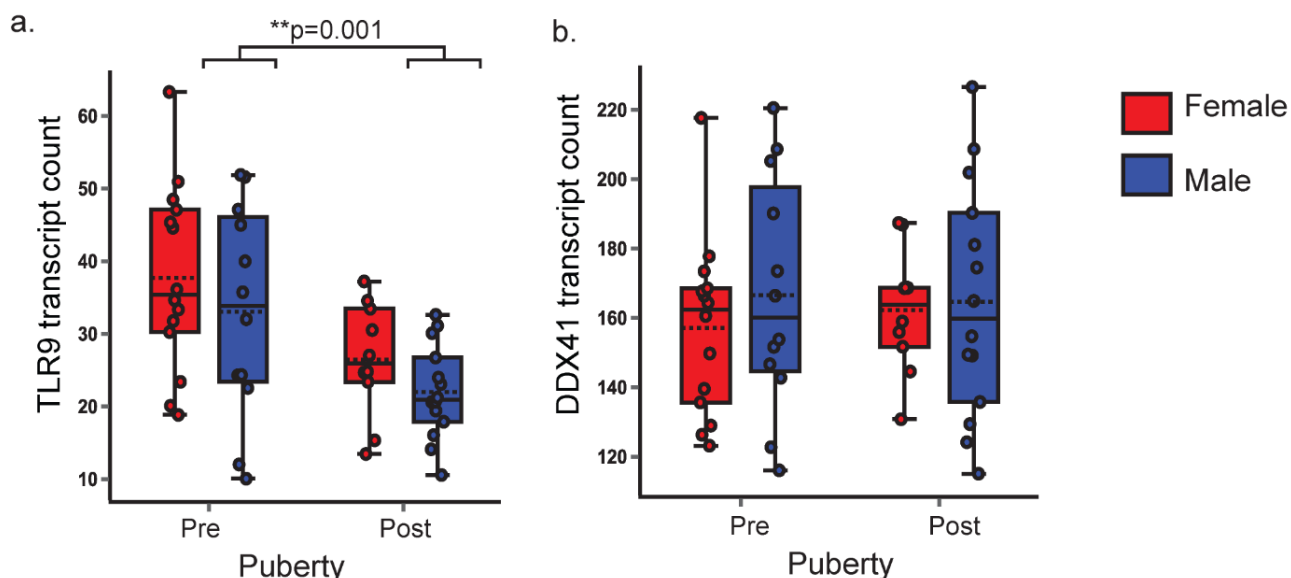 a.
**p=0.001
TLR9 transcript count
60
50
40
30
20
10
Pre
Post
Puberty
b.
DDX41 transcript count
220
200
180
160
140
120
Pre
Post
Puberty
Female
Male